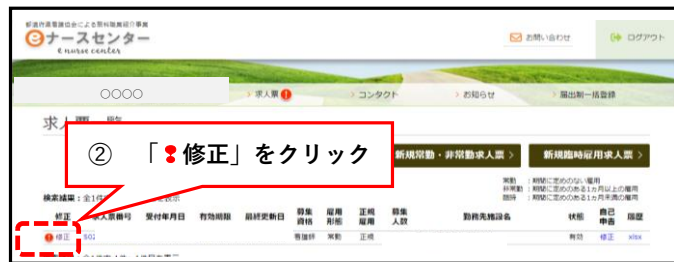 都道府県看護協会による無料職業紹介事業
eナースセンター
e nurse center
お問い合わせ
ログアウト
○○○○
求人票
コンタクト
お知らせ
届出制一括登録
求人票一覧
② 「❢修正」をクリック
新規常勤・非常勤求人票
新規臨時雇用求人票
常勤 : 期間に定めのない雇用
非常勤 : 期間に定めのある1ヵ月以上の雇用
臨時 : 期間に定めのある1ヵ月未満の雇用
検索結果:全1件
修正 求人票番号 受付年月日 有効期限 最終更新日 募集資格 雇用形態 正規雇用 募集人数 勤務先施設名 状態 自己申告 履歴
修正 502 看護師 常勤 正規 有効 修正 xlsx